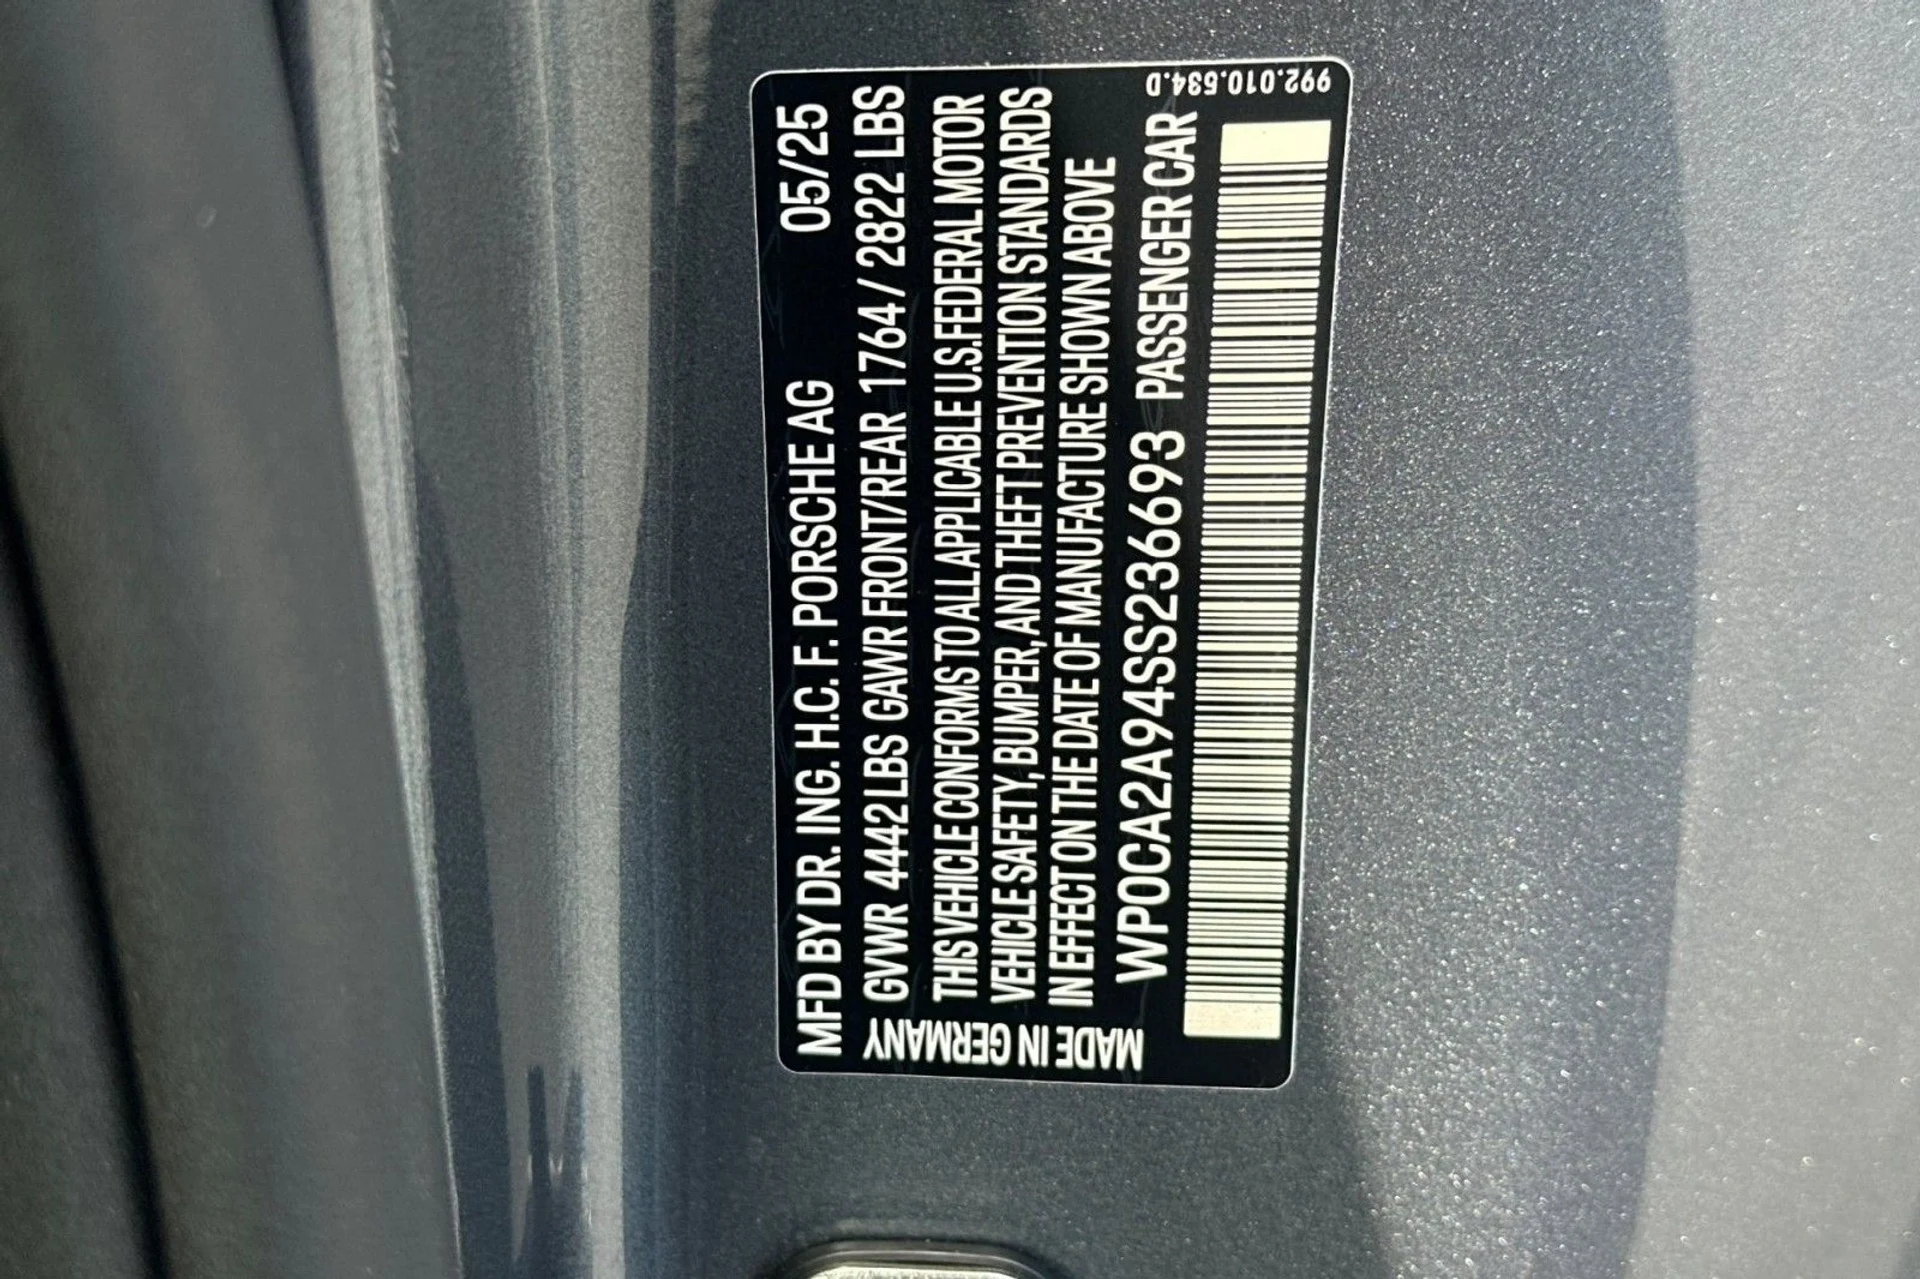 MFD BY DR. ING. H.C. F. PORSCHE AG 05/25
GVWR 4442 LBS GAWR FRONT/REAR 1764 / 2822 LBS
THIS VEHICLE CONFORMS TO ALL APPLICABLE U.S. FEDERAL MOTOR
VEHICLE SAFETY, BUMPER, AND THEFT PREVENTION STANDARDS
IN EFFECT ON THE DATE OF MANUFACTURE SHOWN ABOVE
WP0CA2A94SS236693 PASSENGER CAR
MADE IN GERMANY
992.010.534.D